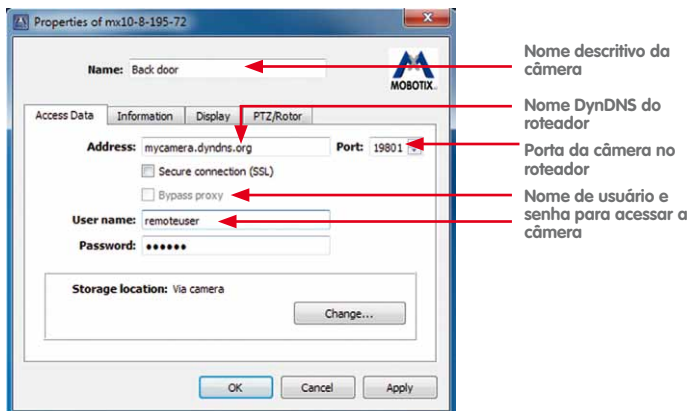 Properties of mx10-8-195-72
Name: Back door
MOBOTIX
Access Data Information Display PTZ/Rotor
Address: mycamera.dyndns.org Port: 19801
Secure connection (SSL)
Bypass proxy
User name: remoteuser
Password: ●●●●●●
Storage location: Via camera
Change...
OK Cancel Apply
Nome descritivo da
câmera
Nome DynDNS do
roteador
Porta da câmera no
roteador
Nome de usuário e
senha para acessar a
câmera